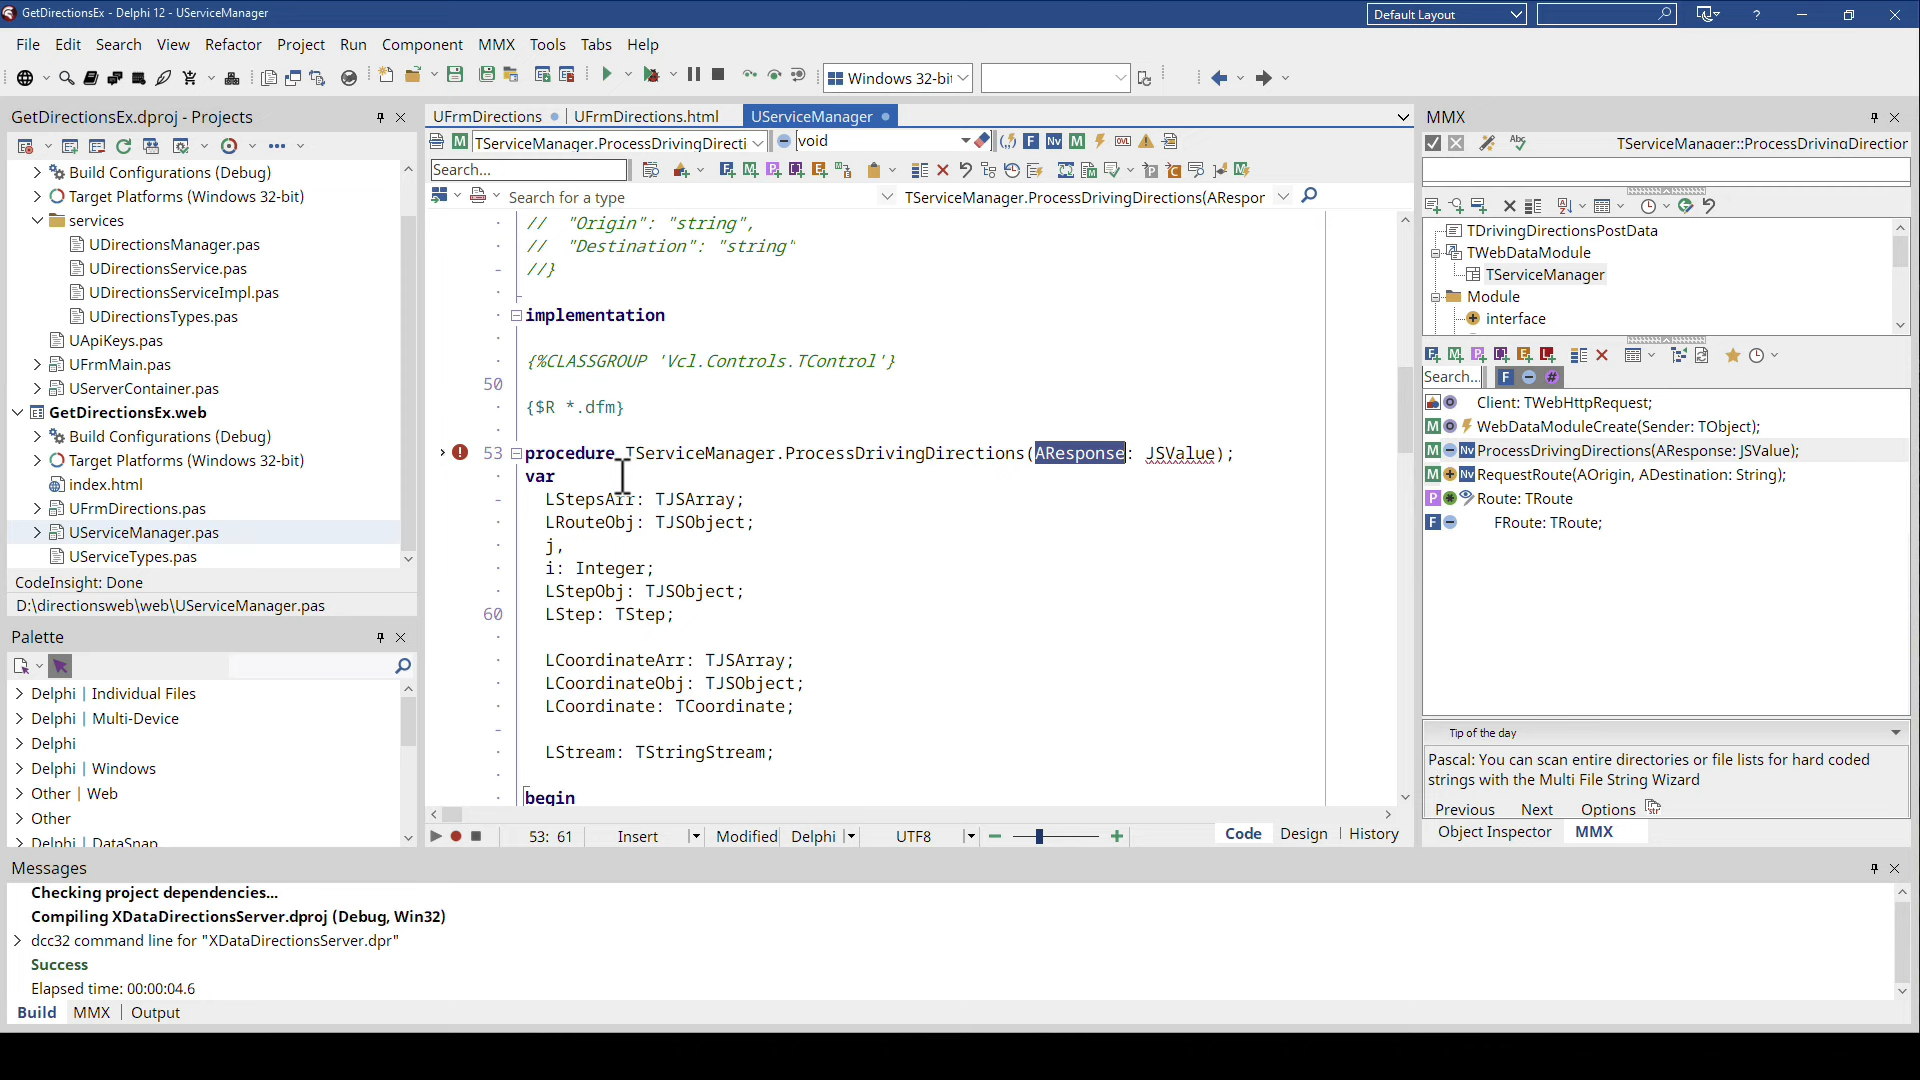 GetDirectionsEx - Delphi 12 - UServiceManager
Default Layout
File Edit Search View Refactor Project Run Component MMX Tools Tabs Help
Windows 32-bit
GetDirectionsEx.dproj - Projects
Build Configurations (Debug)
Target Platforms (Windows 32-bit)
services
UDirectionsManager.pas
UDirectionsService.pas
UDirectionsServiceImpl.pas
UDirectionsTypes.pas
UApiKeys.pas
UFrmMain.pas
UServerContainer.pas
GetDirectionsEx.web
Build Configurations (Debug)
Target Platforms (Windows 32-bit)
index.html
UFrmDirections.pas
UServiceManager.pas
UServiceTypes.pas
CodeInsight: Done
D:\directionsweb\web\UServiceManager.pas
Palette
Delphi | Individual Files
Delphi | Multi-Device
Delphi
Delphi | Windows
Other | Web
Other
Delphi | DataSnap
UFrmDirections UFrmDirections.html UServiceManager
TServiceManager.ProcessDrivingDirecti void
Search...
Search for a type TServiceManager.ProcessDrivingDirections(ARespor
// "Origin": "string",
// "Destination": "string"
//}
implementation
{%CLASSGROUP 'Vcl.Controls.TControl'}
50
{$R *.dfm}
53 procedure TServiceManager.ProcessDrivingDirections(AResponse: JSValue);
var
LStepsArr: TJSArray;
LRouteObj: TJSObject;
j,
i: Integer;
LStepObj: TJSObject;
60 LStep: TStep;
LCoordinateArr: TJSArray;
LCoordinateObj: TJSObject;
LCoordinate: TCoordinate;
LStream: TStringStream;
begin
53: 61 Insert Modified Delphi UTF8 Code Design History
MMX
TServiceManager::ProcessDrivingDirection
TDrivingDirectionsPostData
TWebDataModule
TServiceManager
Module
interface
Search...
Client: TWebHttpRequest;
WebDataModuleCreate(Sender: TObject);
ProcessDrivingDirections(AResponse: JSValue);
RequestRoute(AOrigin, ADestination: String);
Route: TRoute
FRoute: TRoute;
Tip of the day
Pascal: You can scan entire directories or file lists for hard coded
strings with the Multi File String Wizard
Previous Next Options
Object Inspector MMX
Messages
Checking project dependencies...
Compiling XDataDirectionsServer.dproj (Debug, Win32)
dcc32 command line for "XDataDirectionsServer.dpr"
Success
Elapsed time: 00:00:04.6
Build MMX Output